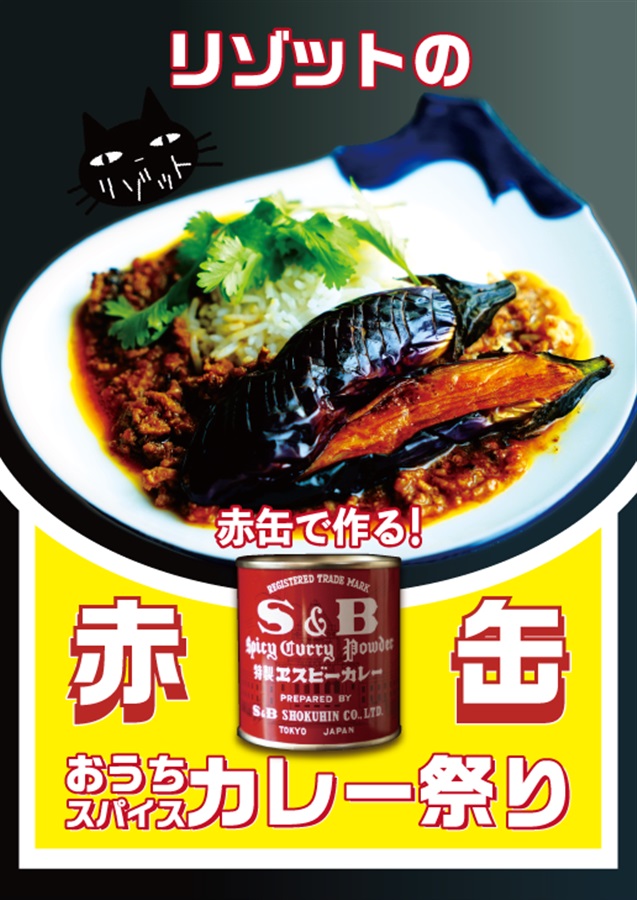 リゾットの
リゾット
赤缶で作る!
赤
缶
REGISTERED TRADE MARK
S&B
Spicy Curry Powder
特製ヱスビーカレー
PREPARED BY
S&B SHOKUHIN CO., LTD.
TOKYO JAPAN
おうち
スパイス
カレー祭り